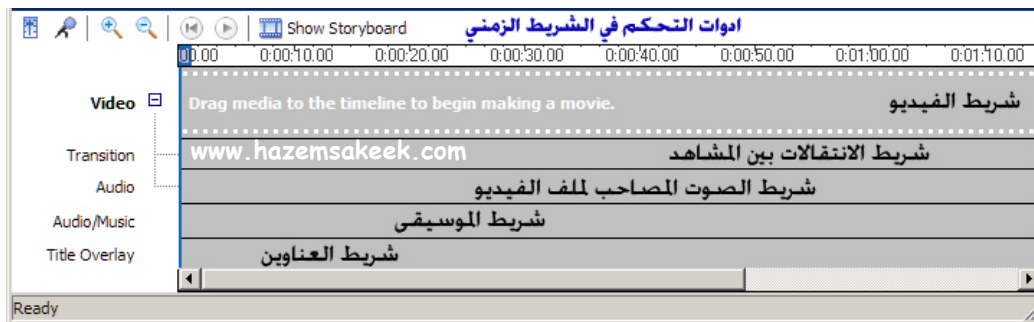 Show Storyboard ادوات التحكم في الشريط الزمني
00.00 0:00:10.00 0:00:20.00 0:00:30.00 0:00:40.00 0:00:50.00 0:01:00.00 0:01:10.00
Video Drag media to the timeline to begin making a movie. شريط الفيديو
Transition www.hazemsakeek.com شريط الانتقالات بين المشاهد
Audio شريط الصوت المصاحب لملف الفيديو
Audio/Music شريط الموسيقى
Title Overlay شريط العناوين
Ready